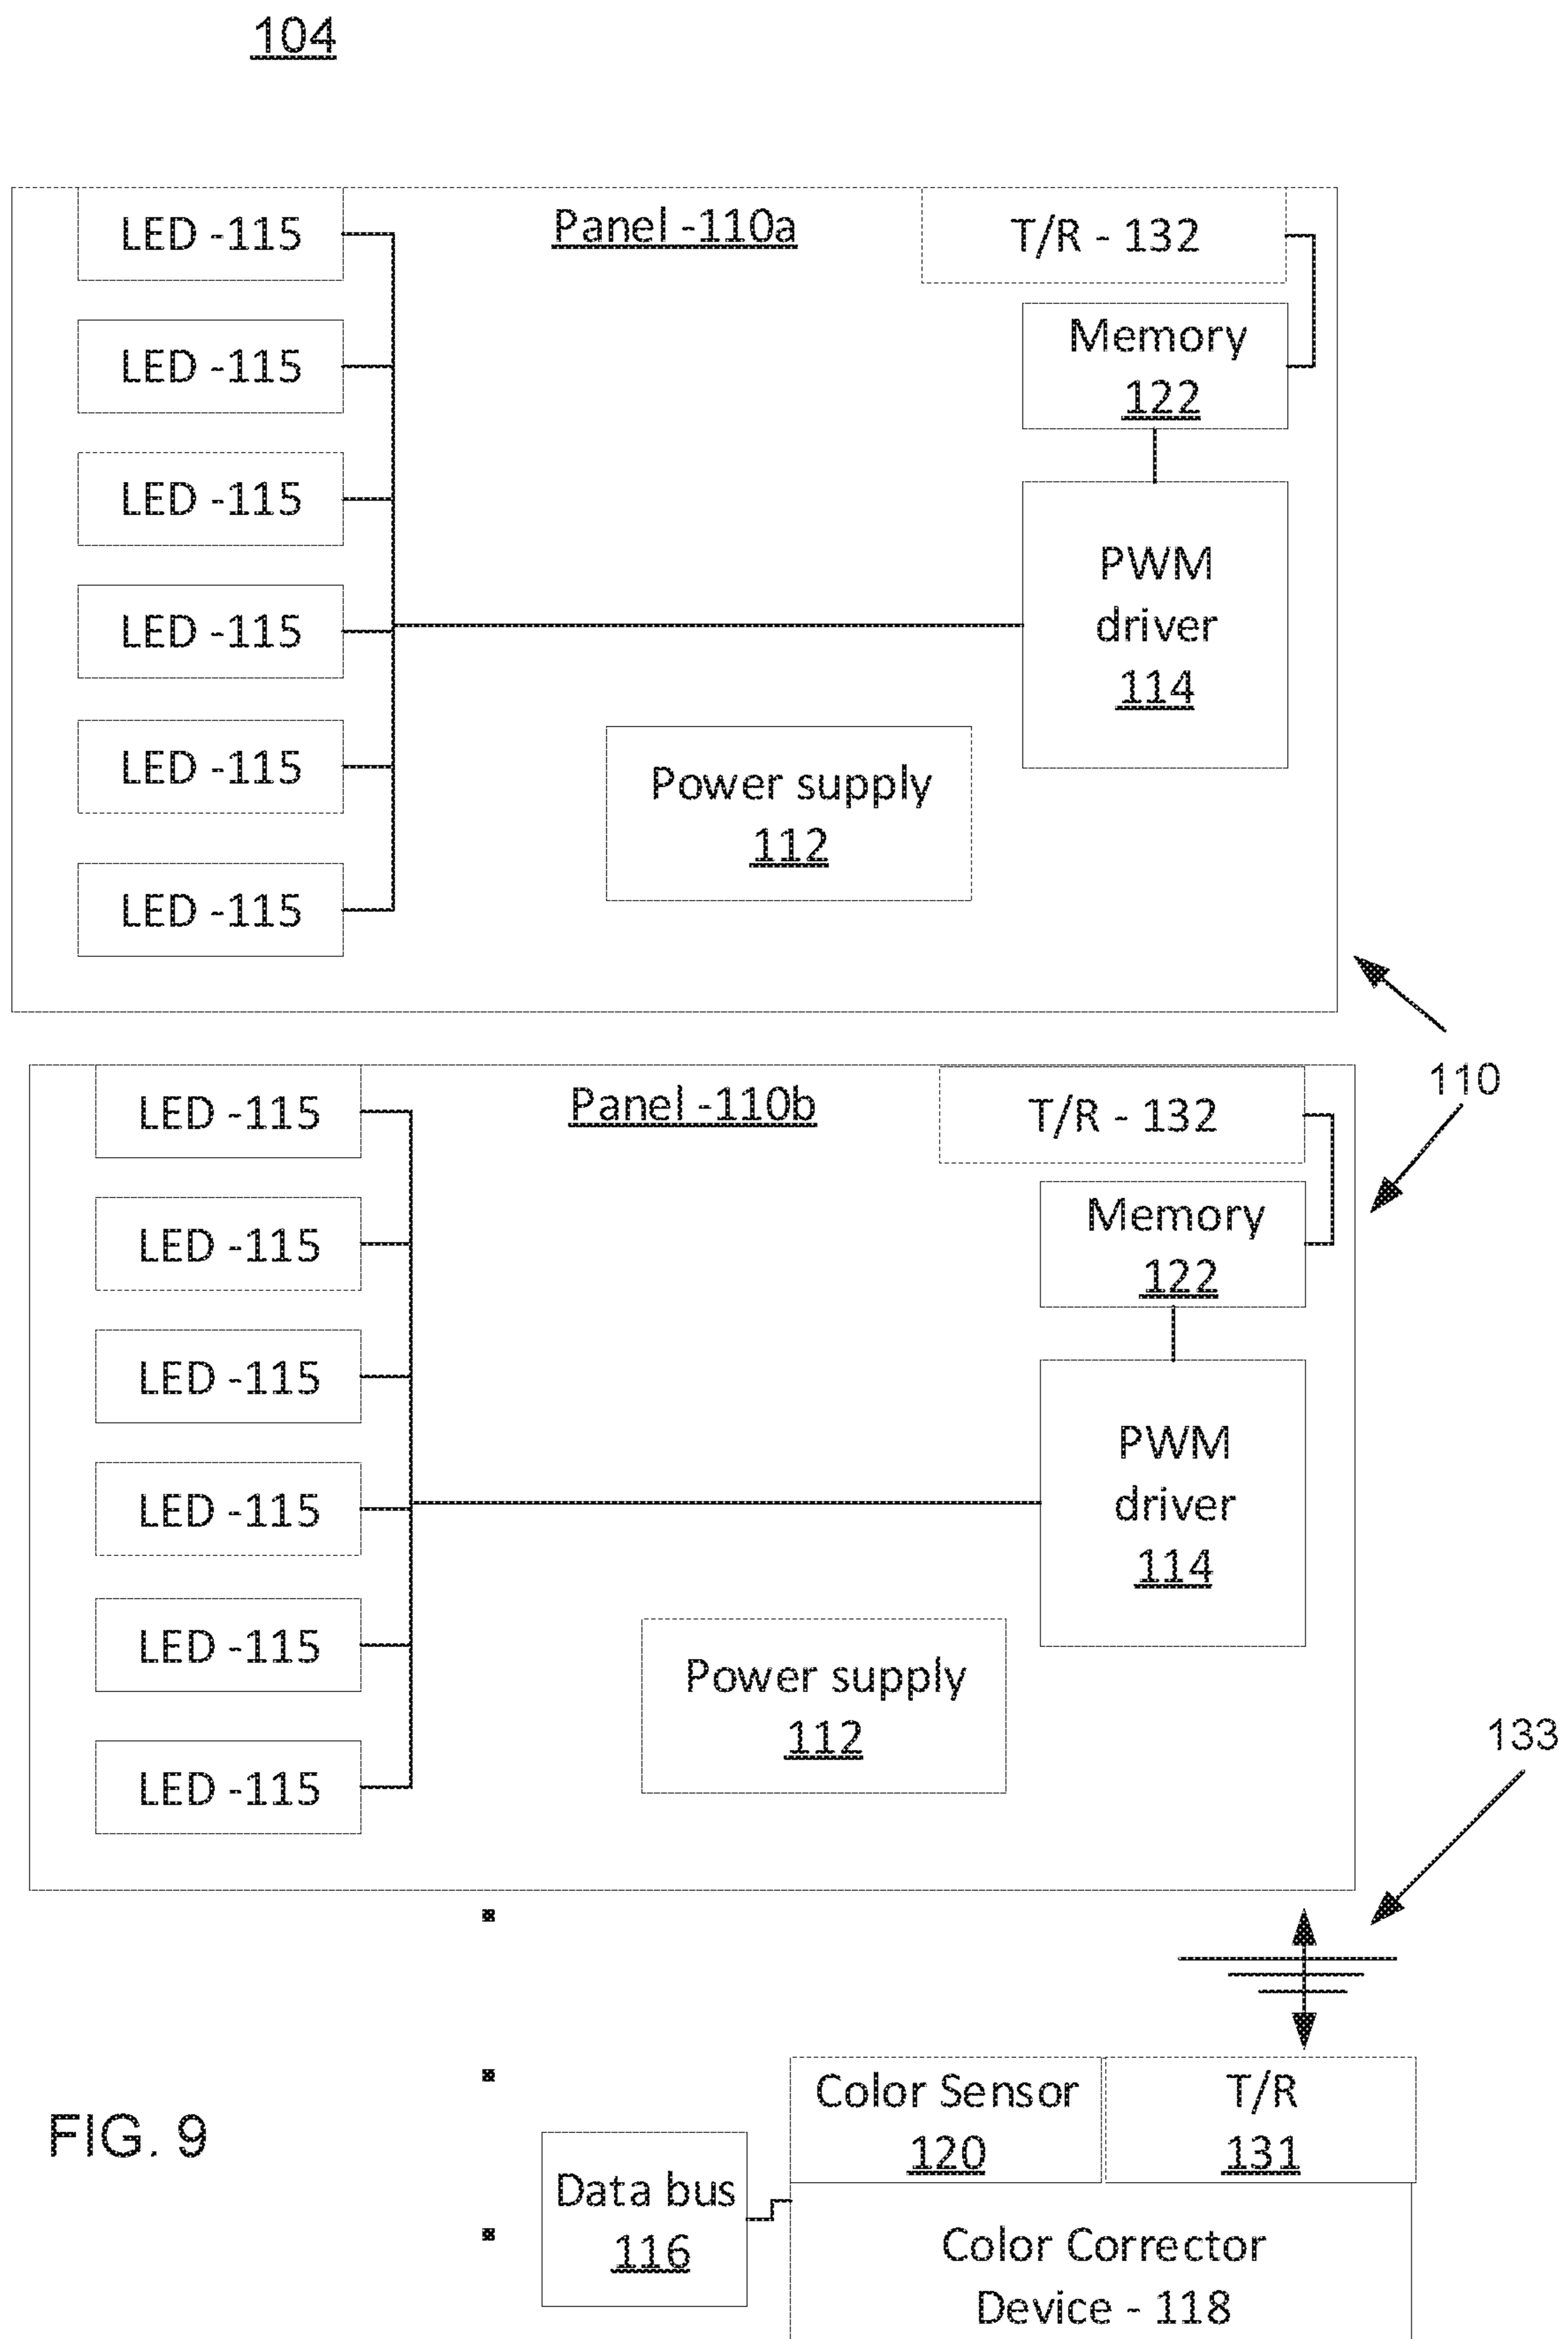 104
LED -115
Panel -110a
T/R - 132
LED -115
Memory
122
LED -115
PWM
driver
114
LED -115
LED -115
Power supply
112
LED -115
110
LED -115
Panel -110b
T/R - 132
LED -115
Memory
122
LED -115
PWM
driver
114
LED -115
LED -115
Power supply
112
LED -115
133
Color Sensor
120
T/R
131
FIG. 9
Data bus
116
Color Corrector
Device - 118